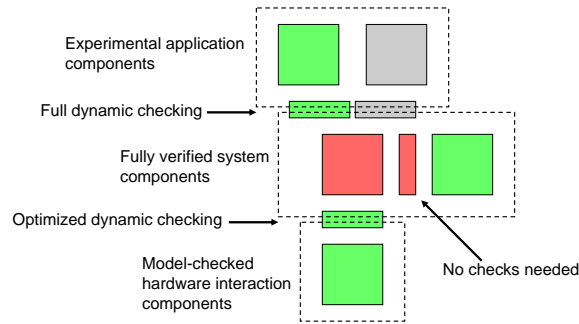 Experimental application
components
Full dynamic checking
Fully verified system
components
Optimized dynamic checking
Model-checked
hardware interaction
components
No checks needed